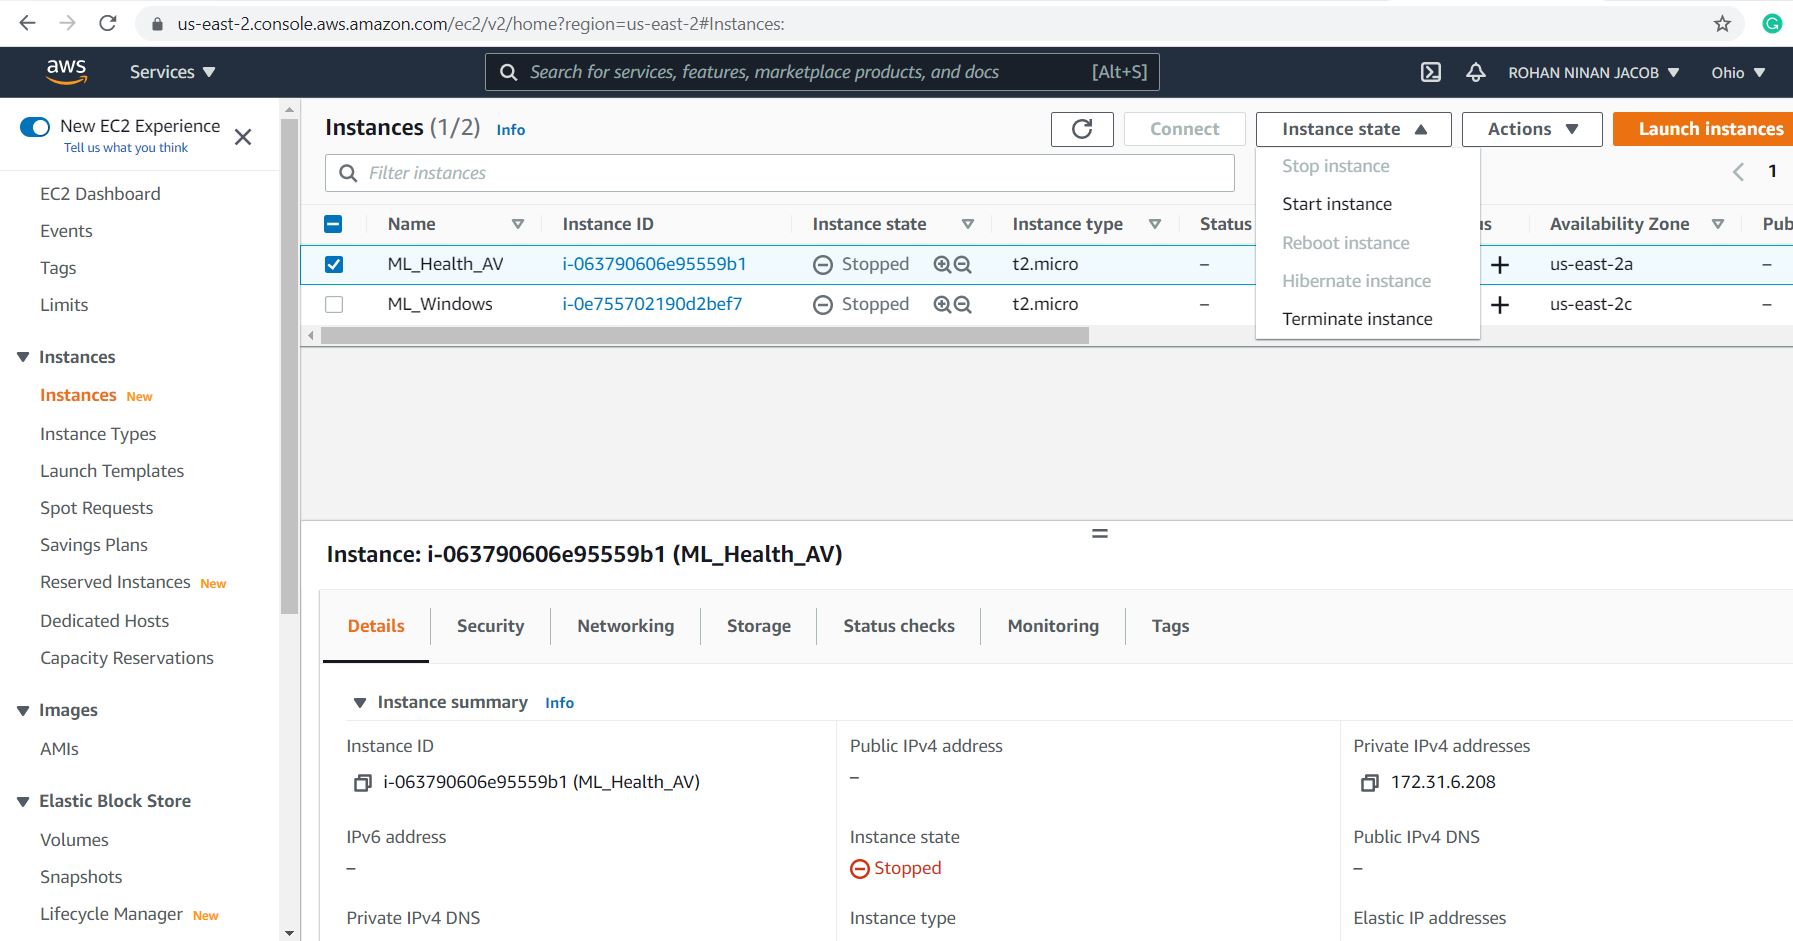 us-east-2.console.aws.amazon.com/ec2/v2/home?region=us-east-2#Instances:
aws
Services
Search for services, features, marketplace products, and docs
[Alt+S]
ROHAN NINAN JACOB
Ohio
New EC2 Experience
Tell us what you think
EC2 Dashboard
Events
Tags
Limits
Instances
Instances New
Instance Types
Launch Templates
Spot Requests
Savings Plans
Reserved Instances New
Dedicated Hosts
Capacity Reservations
Images
AMIs
Elastic Block Store
Volumes
Snapshots
Lifecycle Manager New
Instances (1/2) Info
Connect
Instance state
Actions
Launch instances
Filter instances
1
Stop instance
Start instance
Reboot instance
Hibernate instance
Terminate instance
Name Instance ID Instance state Instance type Status us Availability Zone Pub
ML_Health_AV i-063790606e95559b1 Stopped t2.micro – us-east-2a –
ML_Windows i-0e755702190d2bef7 Stopped t2.micro – us-east-2c –
Instance: i-063790606e95559b1 (ML_Health_AV)
Details Security Networking Storage Status checks Monitoring Tags
Instance summary Info
Instance ID
i-063790606e95559b1 (ML_Health_AV)
Public IPv4 address
–
Private IPv4 addresses
172.31.6.208
IPv6 address
–
Instance state
Stopped
Public IPv4 DNS
–
Private IPv4 DNS
Instance type
Elastic IP addresses